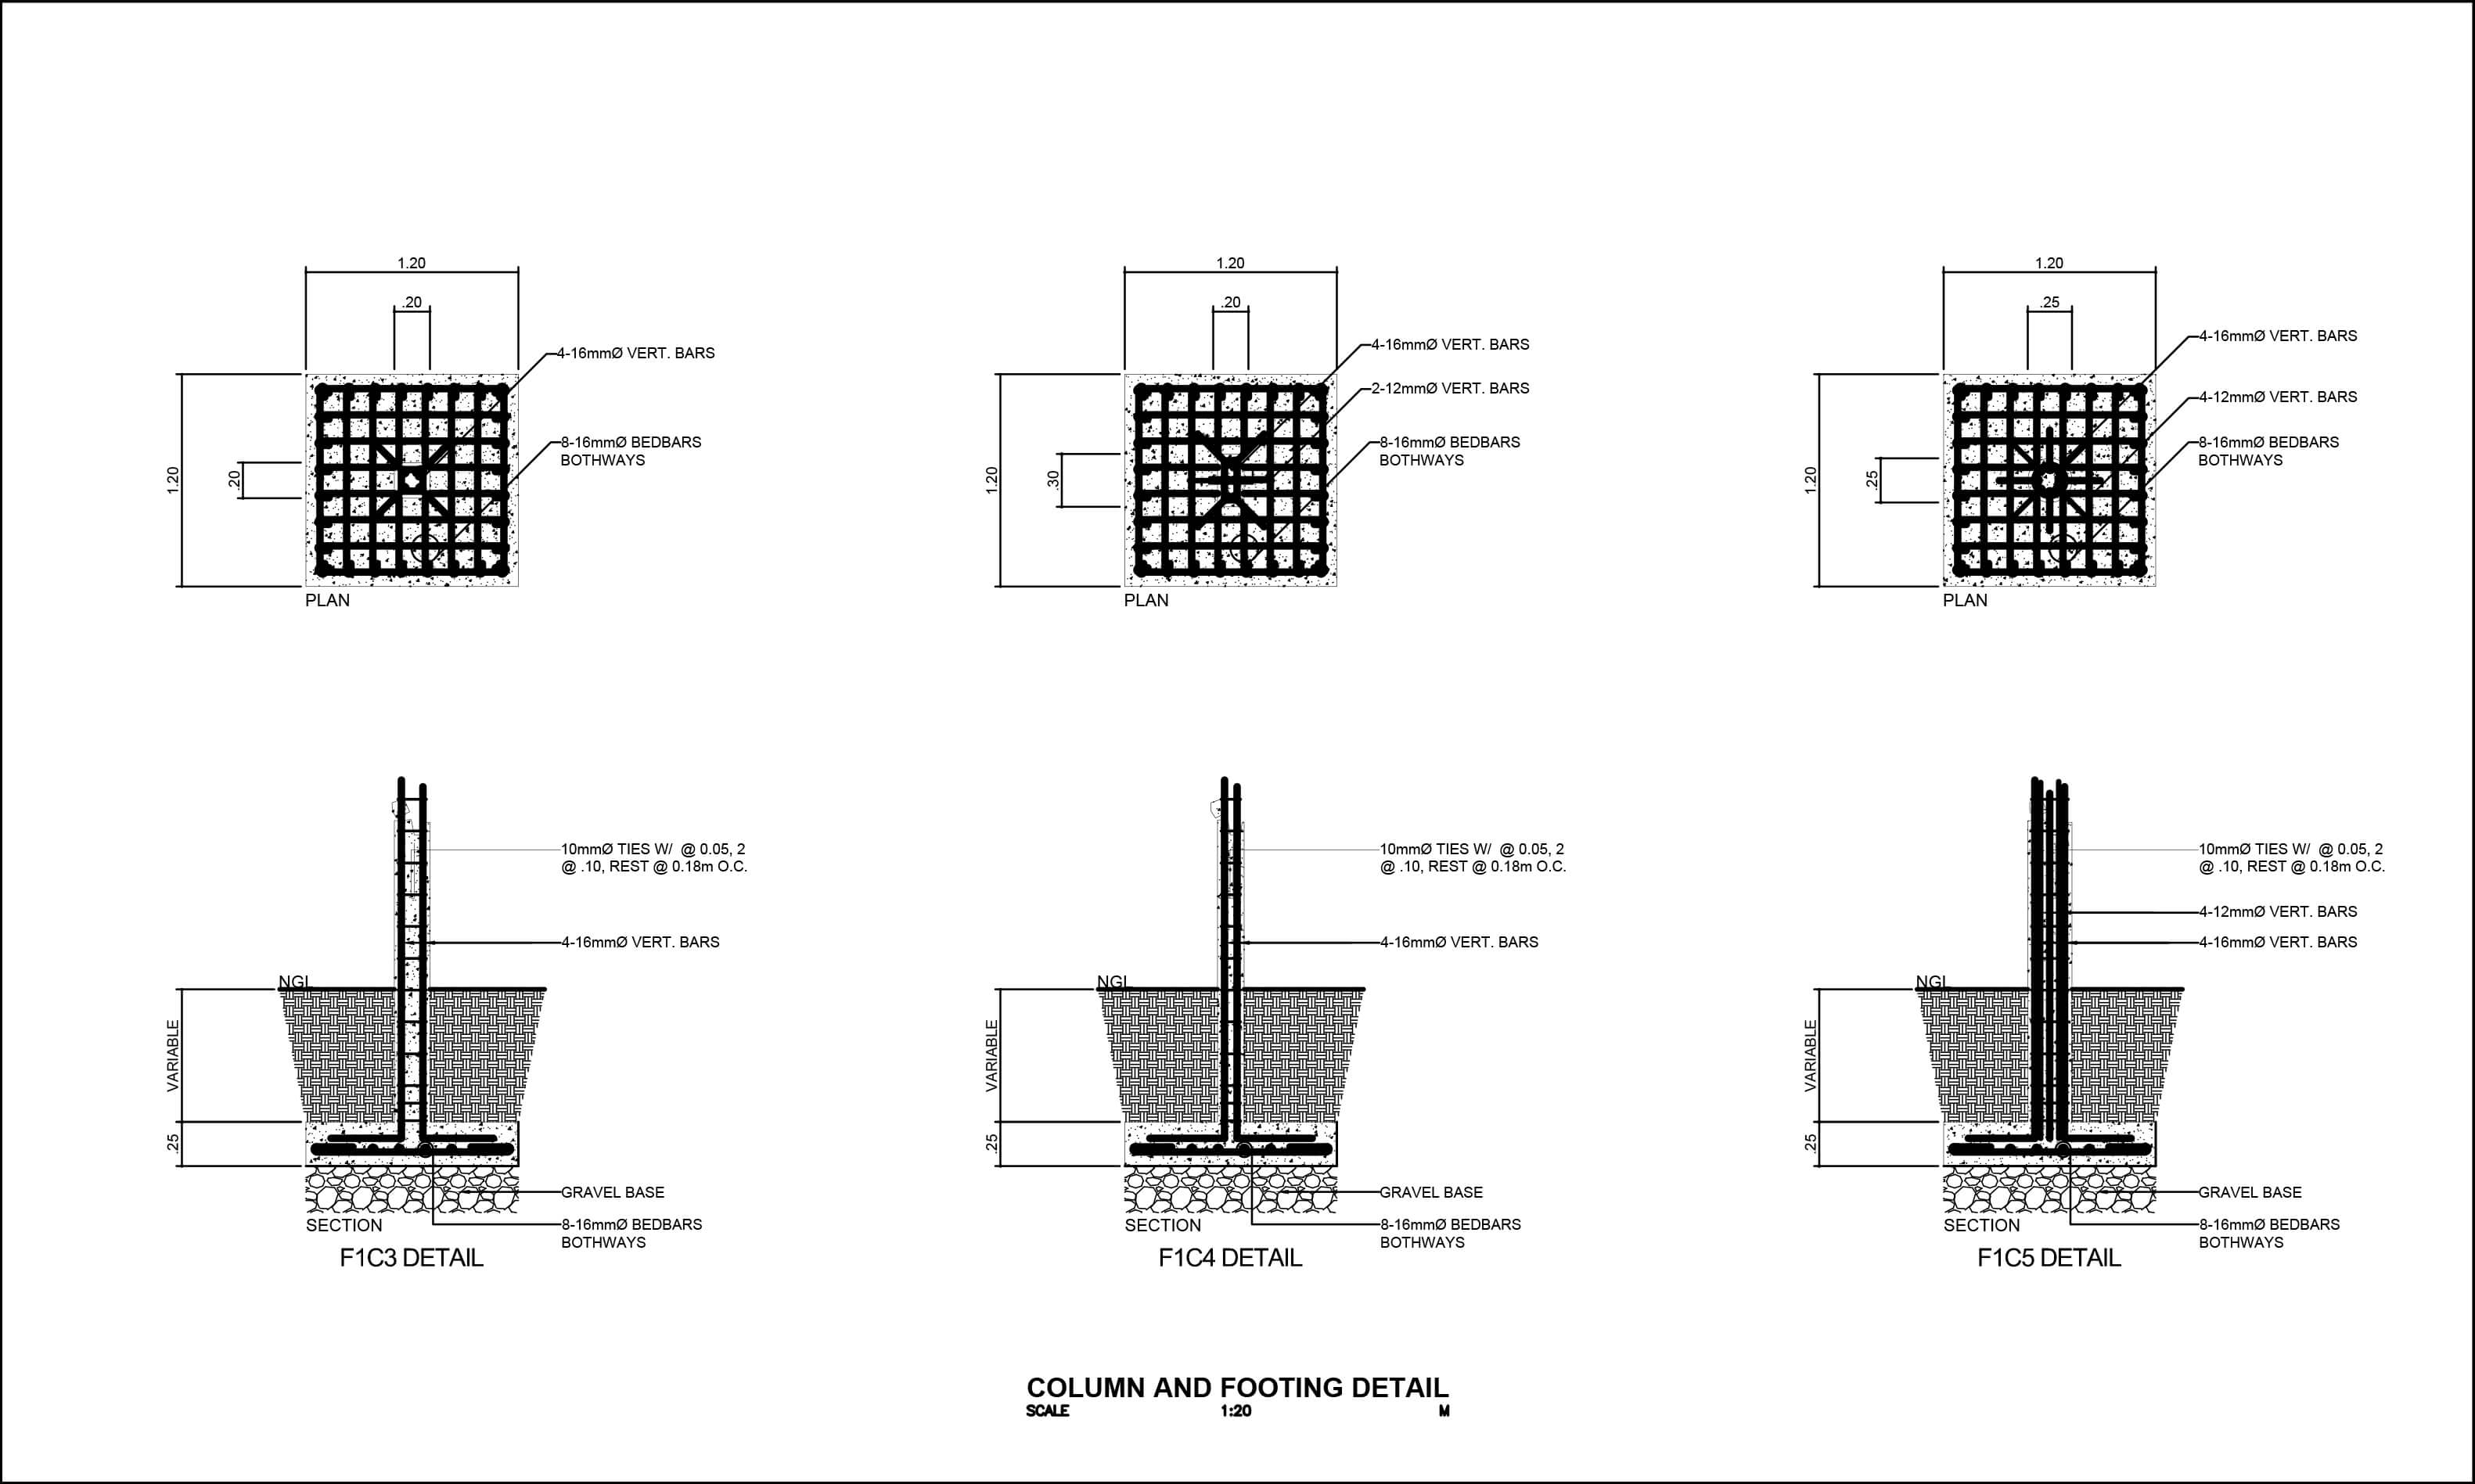 1.20
.20
4-16mmØ VERT. BARS
8-16mmØ BEDBARS
BOTHWAYS
1.20
.20
PLAN
1.20
.20
4-16mmØ VERT. BARS
2-12mmØ VERT. BARS
8-16mmØ BEDBARS
BOTHWAYS
1.20
.30
PLAN
1.20
.25
4-16mmØ VERT. BARS
4-12mmØ VERT. BARS
8-16mmØ BEDBARS
BOTHWAYS
1.20
.25
PLAN
10mmØ TIES W/ @ 0.05, 2
@ .10, REST @ 0.18m O.C.
4-16mmØ VERT. BARS
NGL
VARIABLE
.25
GRAVEL BASE
SECTION
8-16mmØ BEDBARS
BOTHWAYS
F1C3 DETAIL
10mmØ TIES W/ @ 0.05, 2
@ .10, REST @ 0.18m O.C.
4-16mmØ VERT. BARS
NGL
VARIABLE
.25
GRAVEL BASE
SECTION
8-16mmØ BEDBARS
BOTHWAYS
F1C4 DETAIL
10mmØ TIES W/ @ 0.05, 2
@ .10, REST @ 0.18m O.C.
4-12mmØ VERT. BARS
4-16mmØ VERT. BARS
NGL
VARIABLE
.25
GRAVEL BASE
SECTION
8-16mmØ BEDBARS
BOTHWAYS
F1C5 DETAIL
COLUMN AND FOOTING DETAIL
SCALE 1:20 M